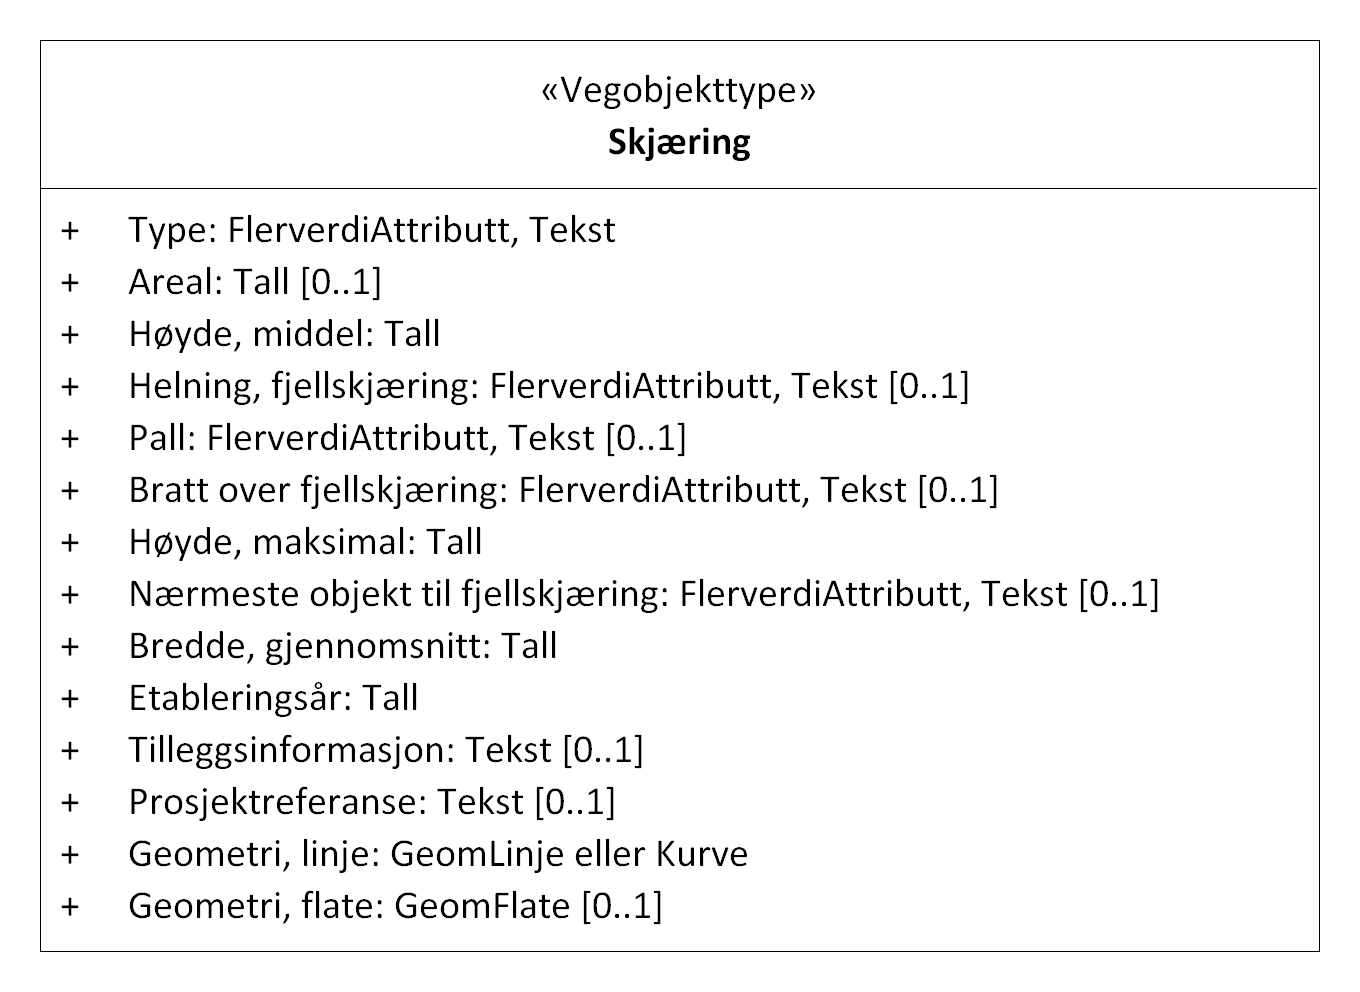 «Vegobjekttype»
Skjæring
+ Type: FlerverdiAttributt, Tekst
+ Areal: Tall [0..1]
+ Høyde, middel: Tall
+ Helning, fjellskjæring: FlerverdiAttributt, Tekst [0..1]
+ Pall: FlerverdiAttributt, Tekst [0..1]
+ Bratt over fjellskjæring: FlerverdiAttributt, Tekst [0..1]
+ Høyde, maksimal: Tall
+ Nærmeste objekt til fjellskjæring: FlerverdiAttributt, Tekst [0..1]
+ Bredde, gjennomsnitt: Tall
+ Etableringsår: Tall
+ Tilleggsinformasjon: Tekst [0..1]
+ Prosjektreferanse: Tekst [0..1]
+ Geometri, linje: GeomLinje eller Kurve
+ Geometri, flate: GeomFlate [0..1]